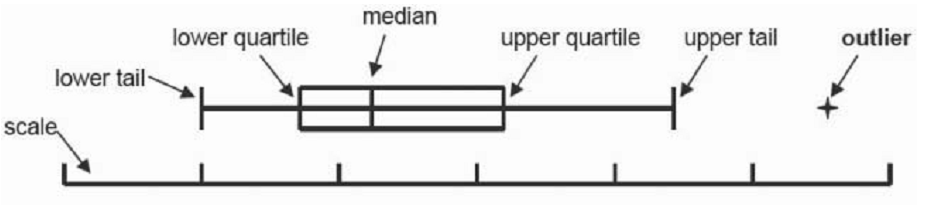 median
lower quartile
upper quartile
upper tail
outlier
lower tail
scale